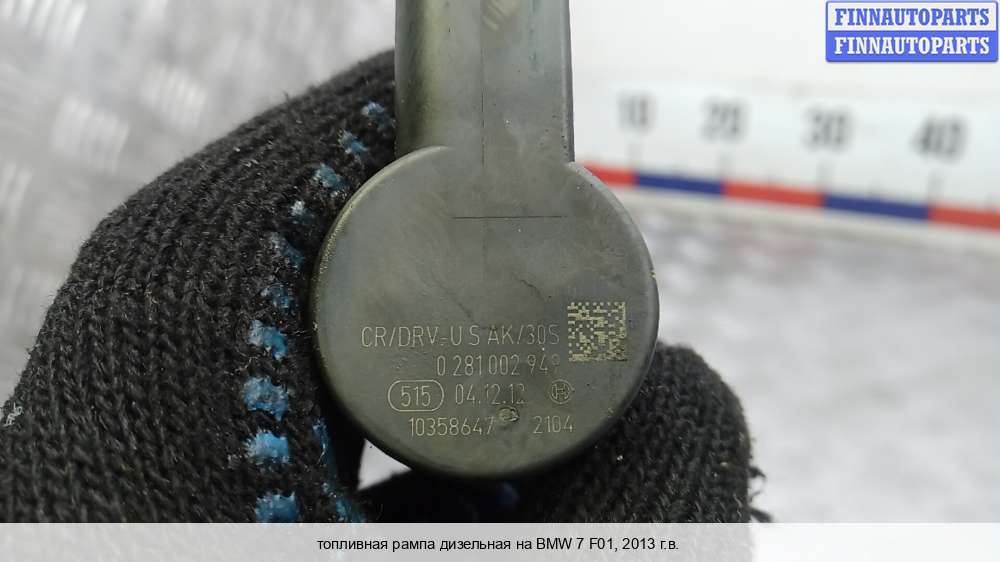 FINNAUTOPARTS
FINNAUTOPARTS
10 20 30 40
CR/DRV-U S AK/30S
0 281 002 949
515 04.12.12
10358647 2104
топливная рампа дизельная на BMW 7 F01, 2013 г.в.